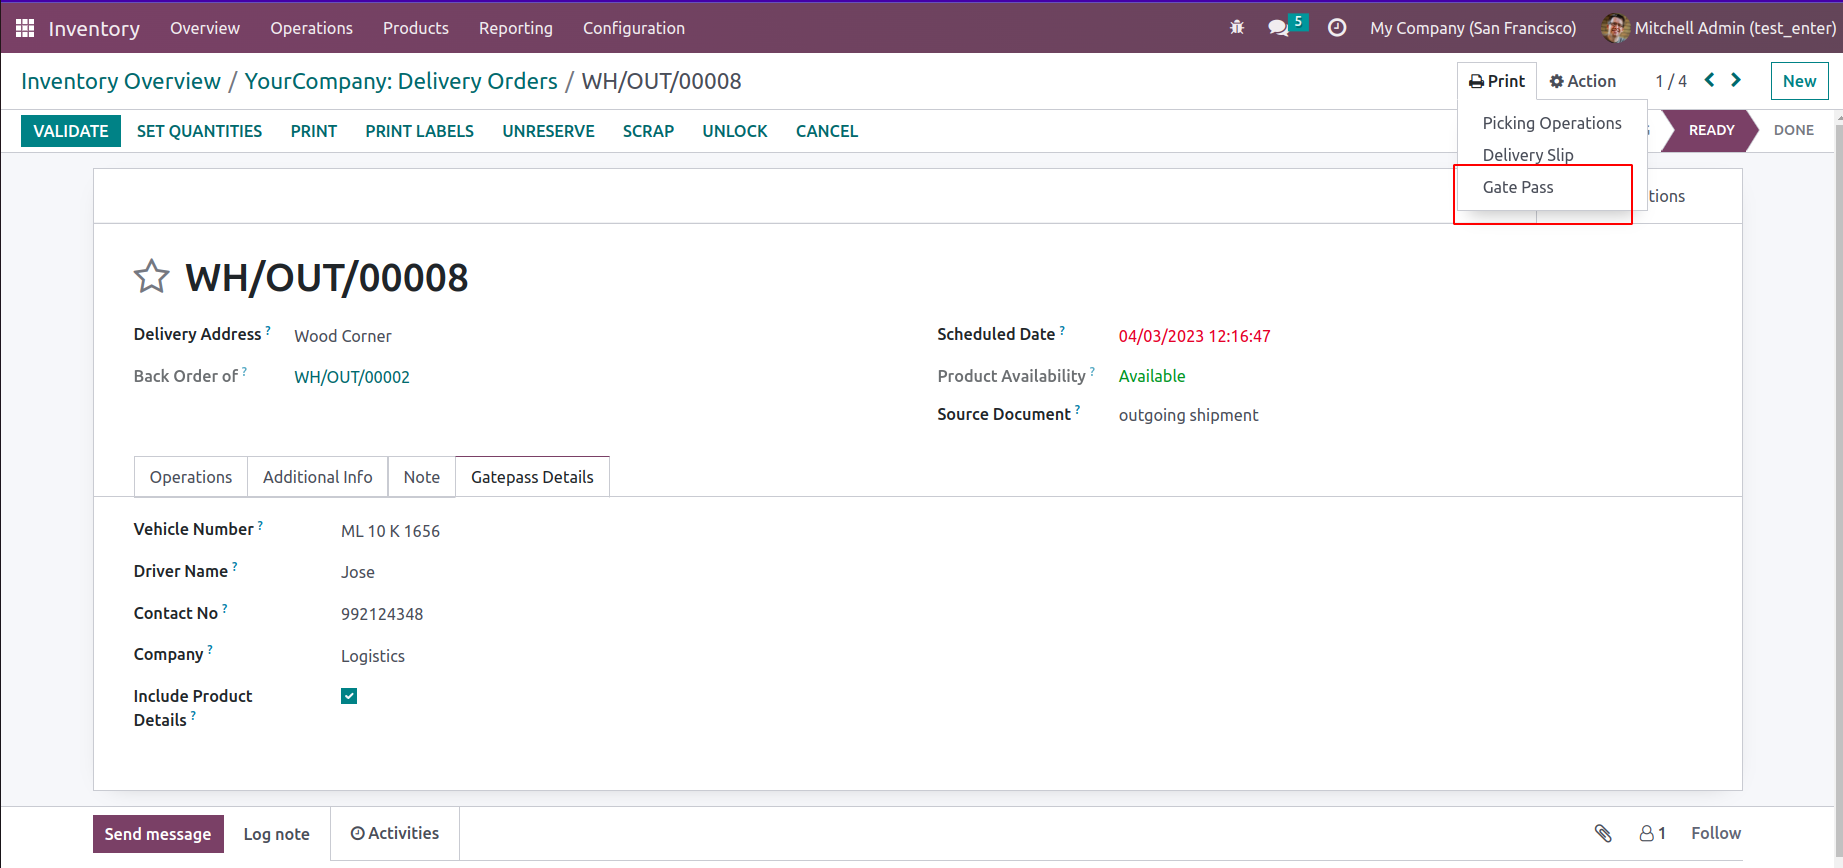 Inventory Overview Operations Products Reporting Configuration 5 My Company (San Francisco) Mitchell Admin (test_enter)
Inventory Overview / YourCompany: Delivery Orders / WH/OUT/00008 Print Action 1 / 4 New
VALIDATE SET QUANTITIES PRINT PRINT LABELS UNRESERVE SCRAP UNLOCK CANCEL READY DONE
Picking Operations
Delivery Slip
Gate Pass
tions
WH/OUT/00008
Delivery Address ? Wood Corner Scheduled Date ? 04/03/2023 12:16:47
Back Order of ? WH/OUT/00002 Product Availability ? Available
Source Document ? outgoing shipment
Operations Additional Info Note Gatepass Details
Vehicle Number ? ML 10 K 1656
Driver Name ? Jose
Contact No ? 992124348
Company ? Logistics
Include Product
Details ?
Send message Log note Activities 1 Follow